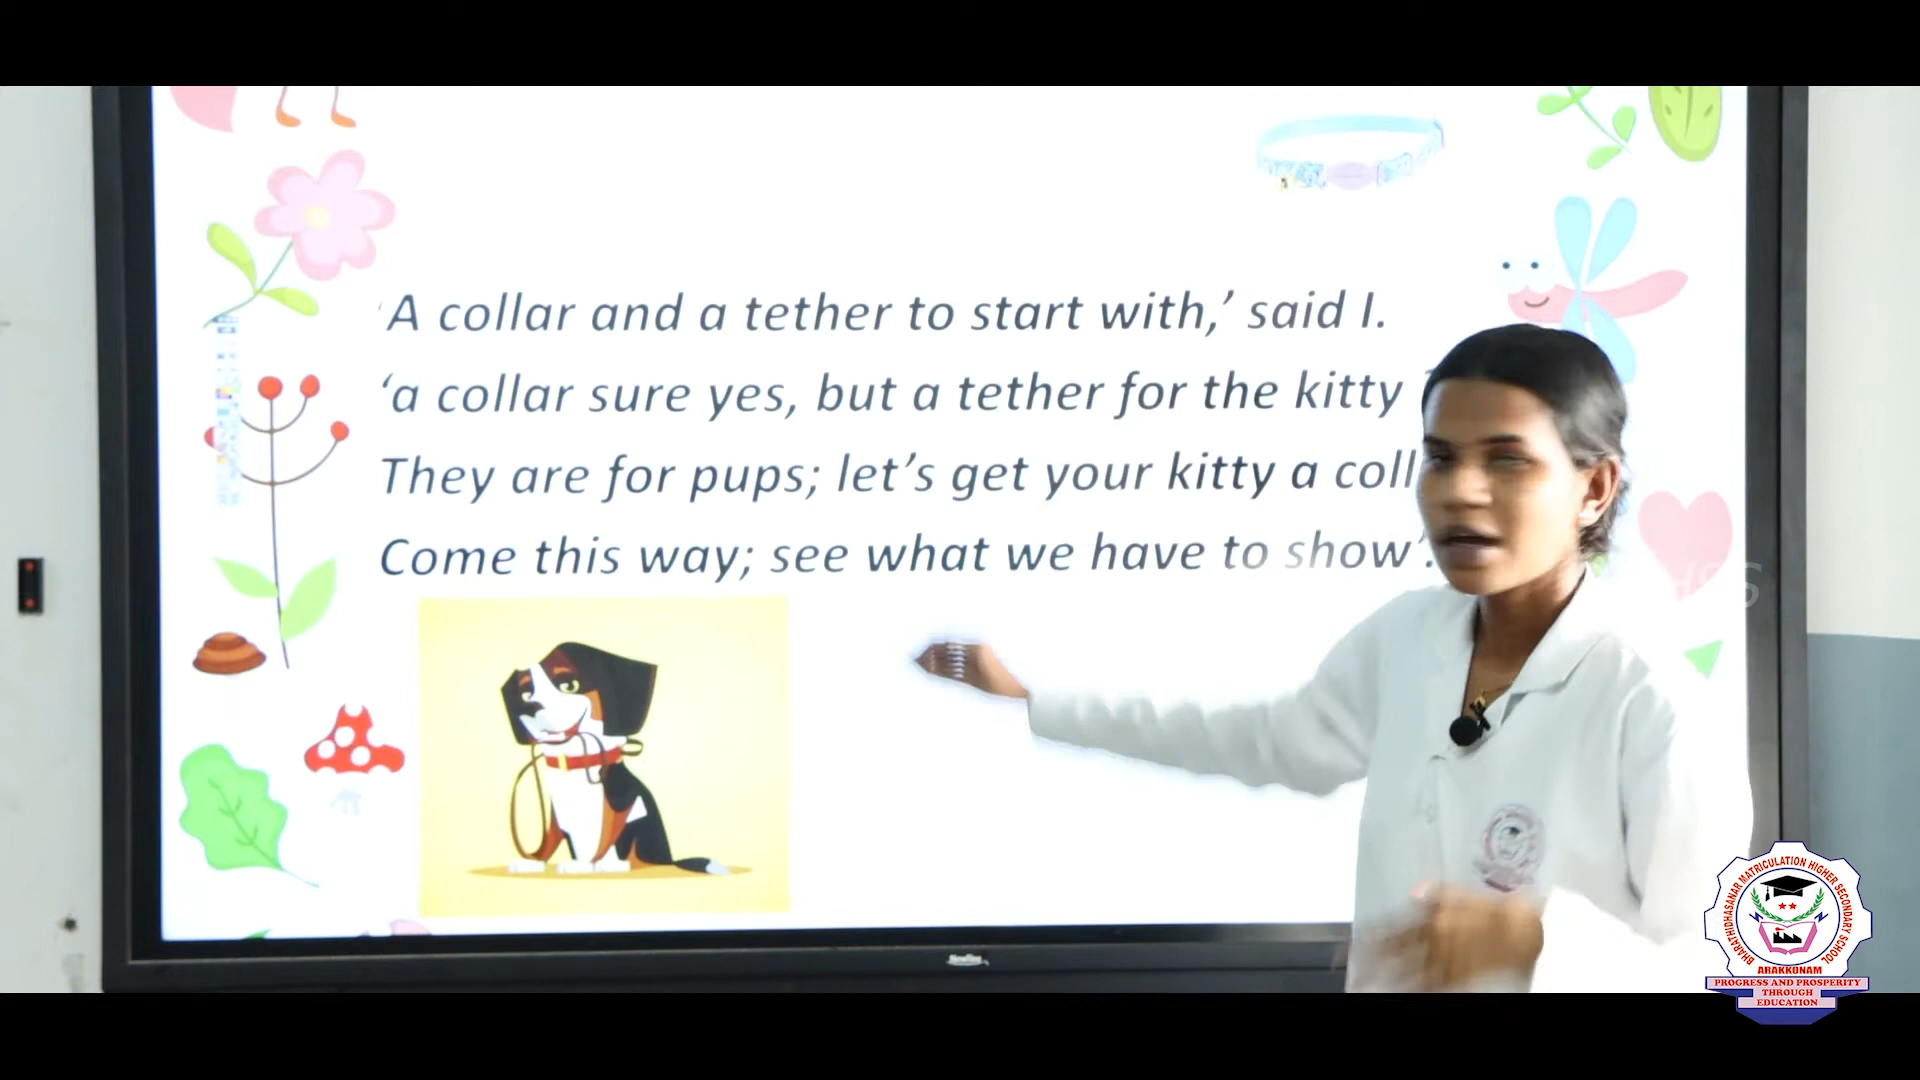 'A collar and a tether to start with,' said I.
'a collar sure yes, but a tether for the kitty
They are for pups; let's get your kitty a coll
Come this way; see what we have to show'.
HSS
BHARATHIDHASANAR MATRICULATION HIGHER SECONDARY SCHOOL
ARAKKONAM
PROGRESS AND PROSPERITY
THROUGH
EDUCATION